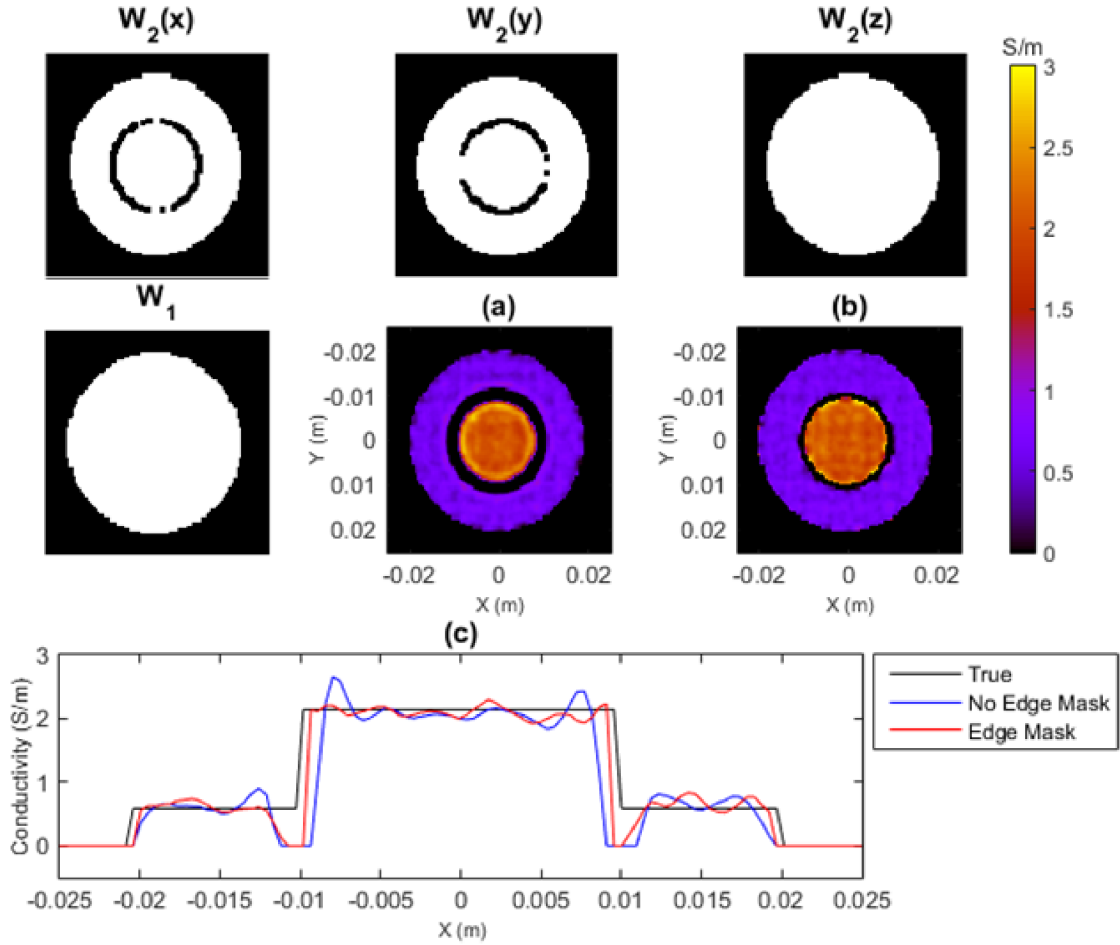 W2(x) W2(y) W2(z)
S/m
3
2.5
2
1.5
1
0.5
0
W1 (a) (b)
-0.02 -0.02
-0.01 -0.01
Y (m) 0 Y (m) 0
0.01 0.01
0.02 0.02
-0.02 0 0.02 -0.02 0 0.02
X (m) X (m)
(c)
Conductivity (S/m)
3
2
1
0
True
No Edge Mask
Edge Mask
-0.025 -0.02 -0.015 -0.01 -0.005 0 0.005 0.01 0.015 0.02 0.025
X (m)